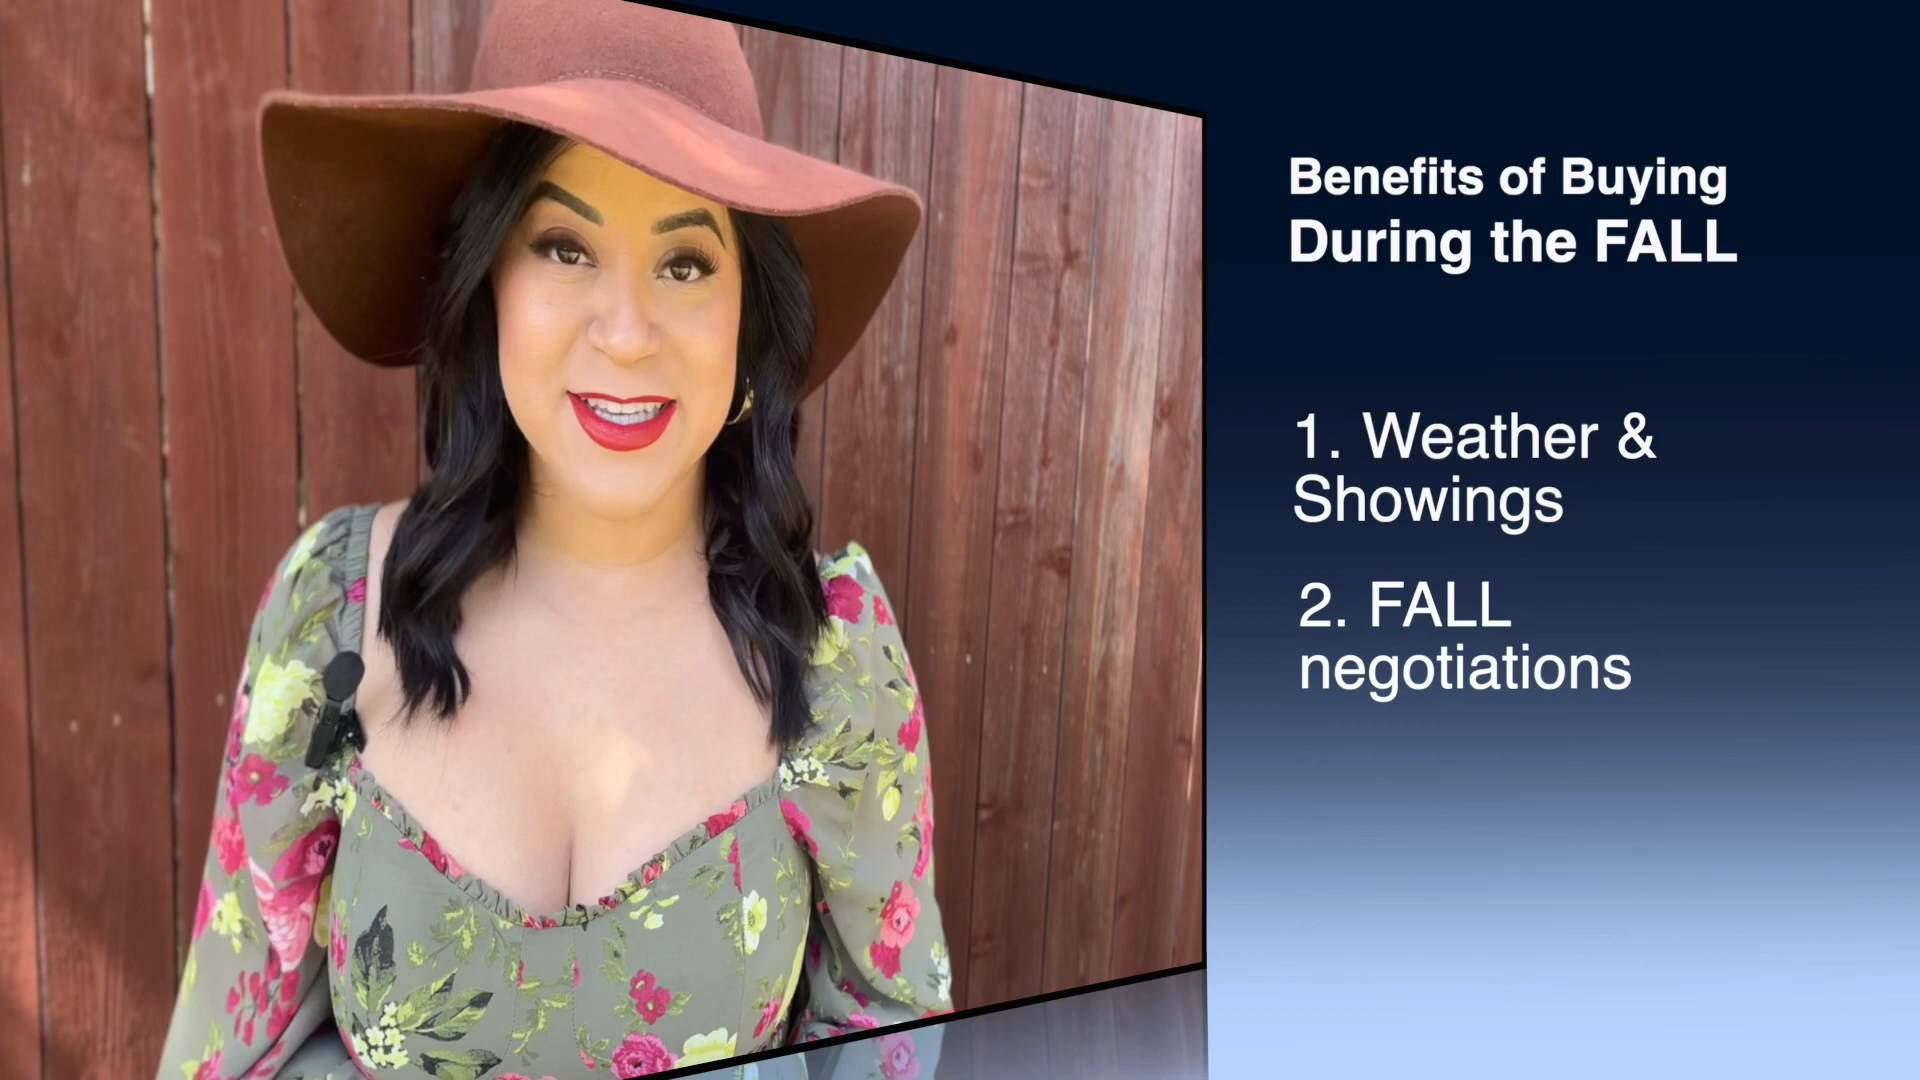 Benefits of Buying
During the FALL
1. Weather &
Showings
2. FALL
negotiations